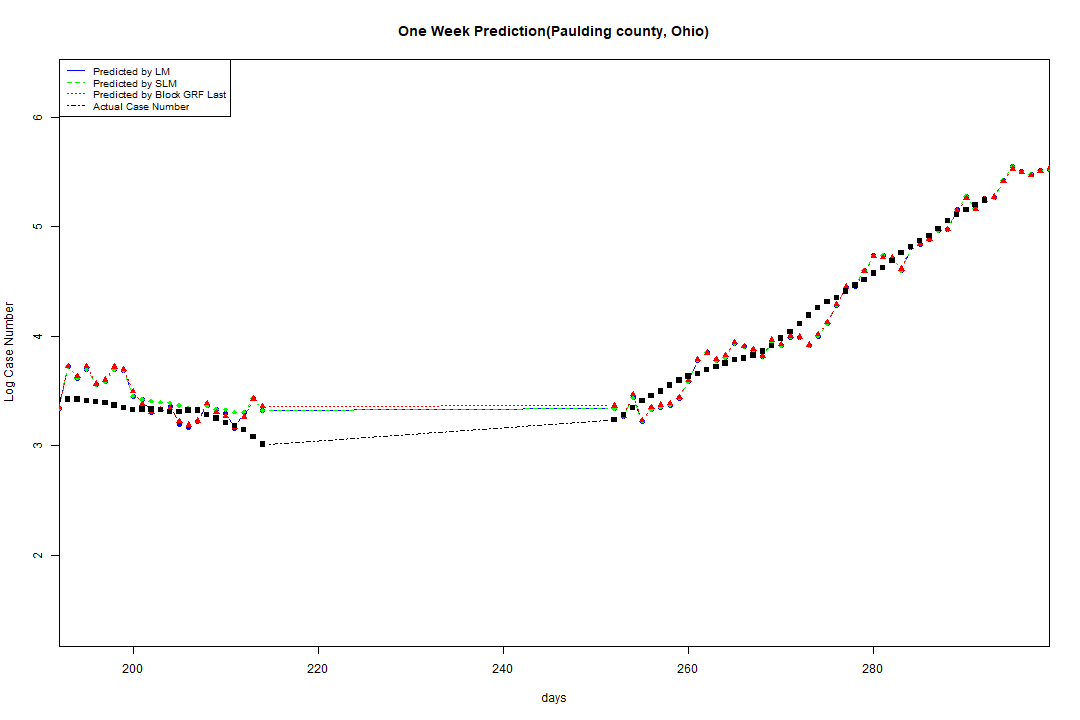 One Week Prediction(Paulding county, Ohio)
Predicted by LM
Predicted by SLM
Predicted by Block GRF Last
Actual Case Number
6
5
4
3
2
Log Case Number
200 220 240 260 280
days